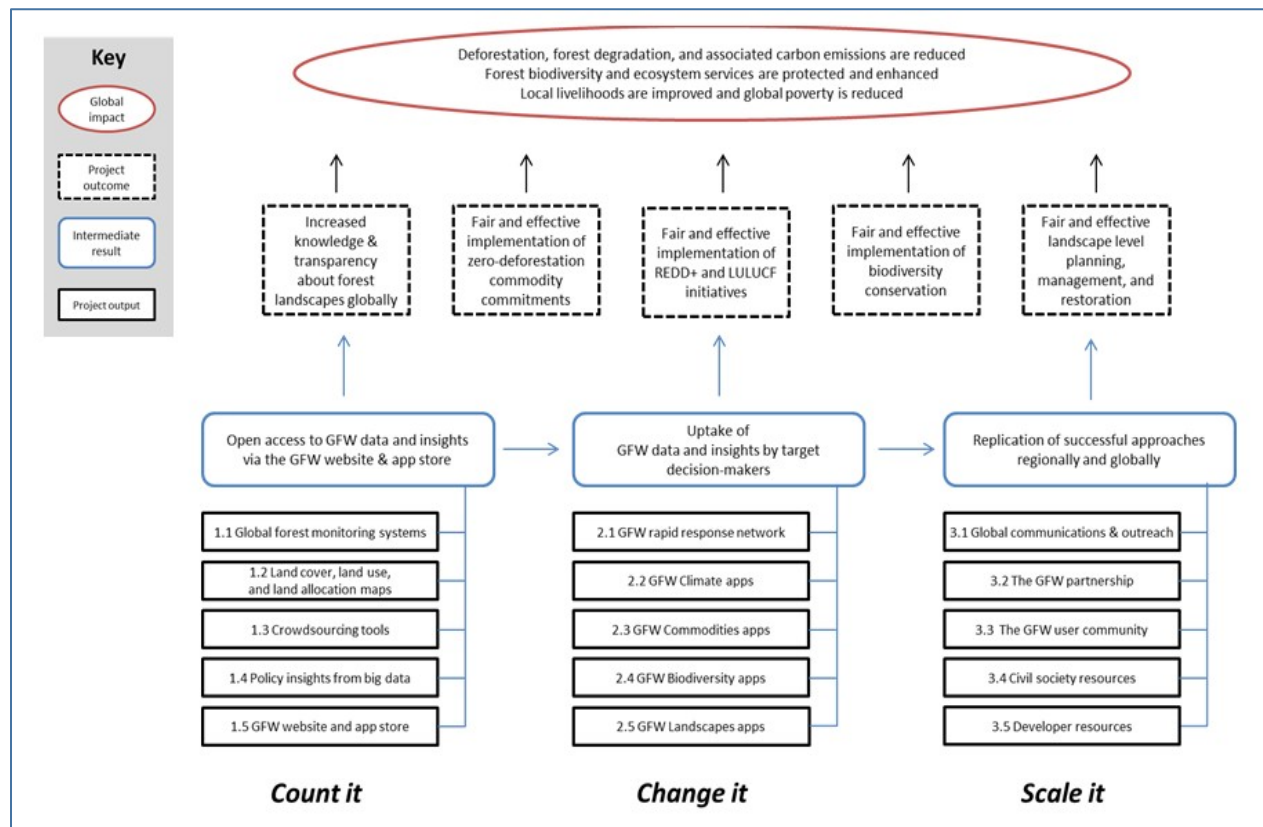 Key
Global
impact
Project
outcome
Intermediate
result
Project output
Deforestation, forest degradation, and associated carbon emissions are reduced
Forest biodiversity and ecosystem services are protected and enhanced
Local livelihoods are improved and global poverty is reduced
Increased
knowledge &
transparency
about forest
landscapes globally
Fair and effective
implementation of
zero-deforestation
commodity
commitments
Fair and effective
implementation of
REDD+ and LULUCF
initiatives
Fair and effective
implementation of
biodiversity
conservation
Fair and effective
landscape level
planning,
management, and
restoration
Open access to GFW data and insights
via the GFW website & app store
Uptake of
GFW data and insights by target
decision-makers
Replication of successful approaches
regionally and globally
1.1 Global forest monitoring systems
1.2 Land cover, land use,
and land allocation maps
1.3 Crowdsourcing tools
1.4 Policy insights from big data
1.5 GFW website and app store
2.1 GFW rapid response network
2.2 GFW Climate apps
2.3 GFW Commodities apps
2.4 GFW Biodiversity apps
2.5 GFW Landscapes apps
3.1 Global communications & outreach
3.2 The GFW partnership
3.3 The GFW user community
3.4 Civil society resources
3.5 Developer resources
Count it
Change it
Scale it